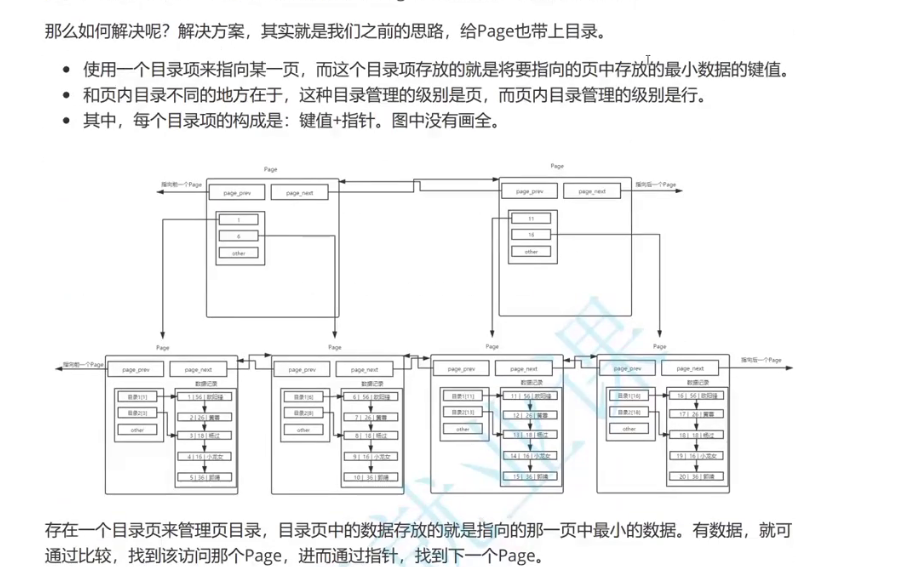 那么如何解决呢？解决方案，其实就是我们之前的思路，给Page也带上目录。
使用一个目录项来指向某一页，而这个目录项存放的就是将要指向的页中存放的最小数据的键值。
和页内目录不同的地方在于，这种目录管理的级别是页，而页内目录管理的级别是行。
其中，每个目录项的构成是：键值+指针。图中没有画全。
Page Page
指向前一个Page page_prev page_next page_prev page_next 指向后一个Page
1 11
6 16
other other
Page Page Page Page
指向前一个Page page_prev page_next page_prev page_next page_prev page_next page_prev page_next 指向后一个Page
数据记录 数据记录 数据记录 数据记录
目录1[1] 1 | 56 | 欧阳锋 目录1[6] 6 | 56 | 欧阳锋 目录1[11] 11 | 56 | 欧阳锋 目录1[16] 16 | 56 | 欧阳锋
目录2[3] 2 | 26 | 黄蓉 目录2[8] 7 | 26 | 黄蓉 目录2[13] 12 | 26 | 黄蓉 目录2[18] 17 | 26 | 黄蓉
other 3 | 18 | 杨过 other 8 | 18 | 杨过 other 13 | 18 | 杨过 other 18 | 18 | 杨过
4 | 16 | 小龙女 9 | 16 | 小龙女 14 | 16 | 小龙女 19 | 16 | 小龙女
5 | 36 | 郭靖 10 | 36 | 郭靖 15 | 36 | 郭靖 20 | 36 | 郭靖
就业课
存在一个目录页来管理页目录，目录页中的数据存放的就是指向的那一页中最小的数据。有数据，就可
通过比较，找到该访问那个Page，进而通过指针，找到下一个Page。